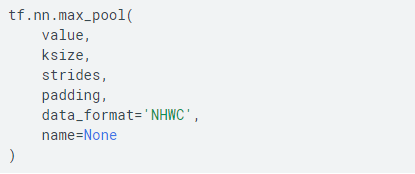 tf.nn.max_pool(
    value,
    ksize,
    strides,
    padding,
    data_format='NHWC',
    name=None
)